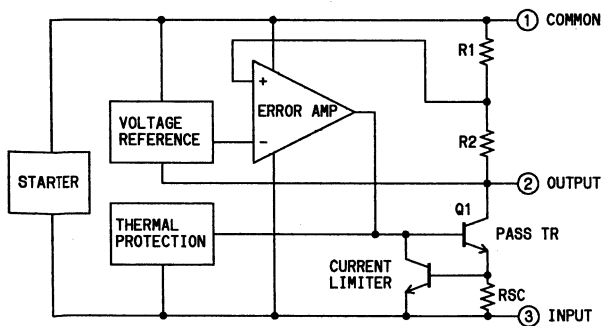 1 COMMON
R1
+
ERROR AMP
-
VOLTAGE
REFERENCE
R2
STARTER
2 OUTPUT
THERMAL
PROTECTION
Q1
PASS TR
CURRENT
LIMITER
RSC
3 INPUT